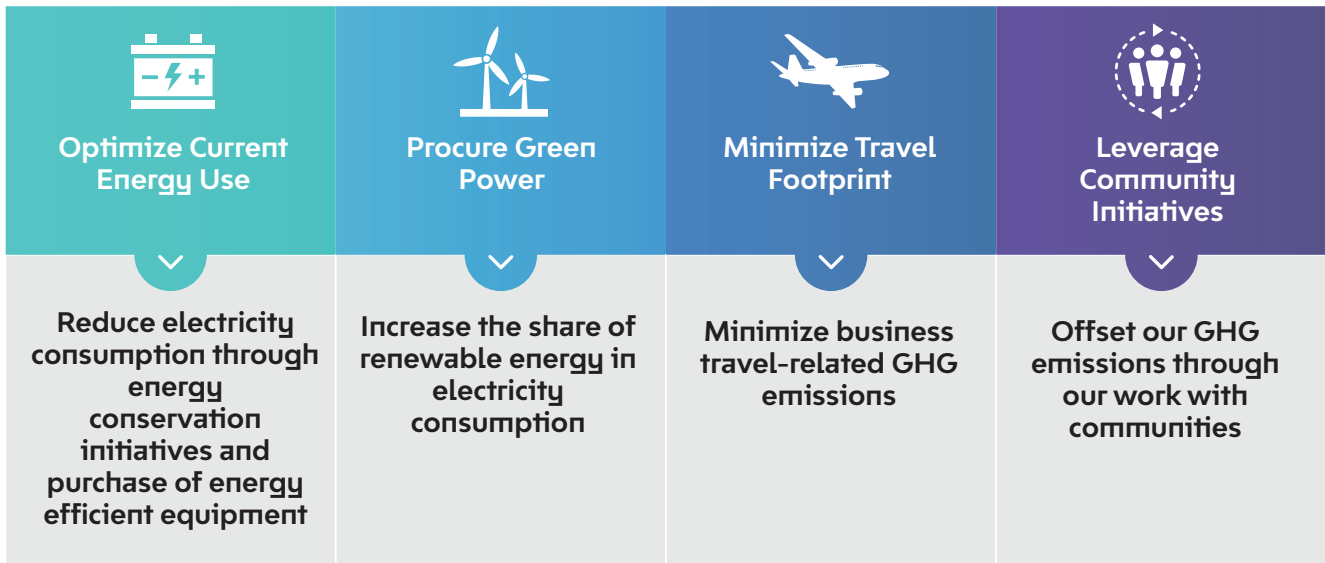 Optimize Current
Energy Use
Reduce electricity
consumption through
energy
conservation
initiatives and
purchase of energy
efficient equipment
Procure Green
Power
Increase the share of
renewable energy in
electricity
consumption
Minimize Travel
Footprint
Minimize business
travel-related GHG
emissions
Leverage
Community
Initiatives
Offset our GHG
emissions through
our work with
communities